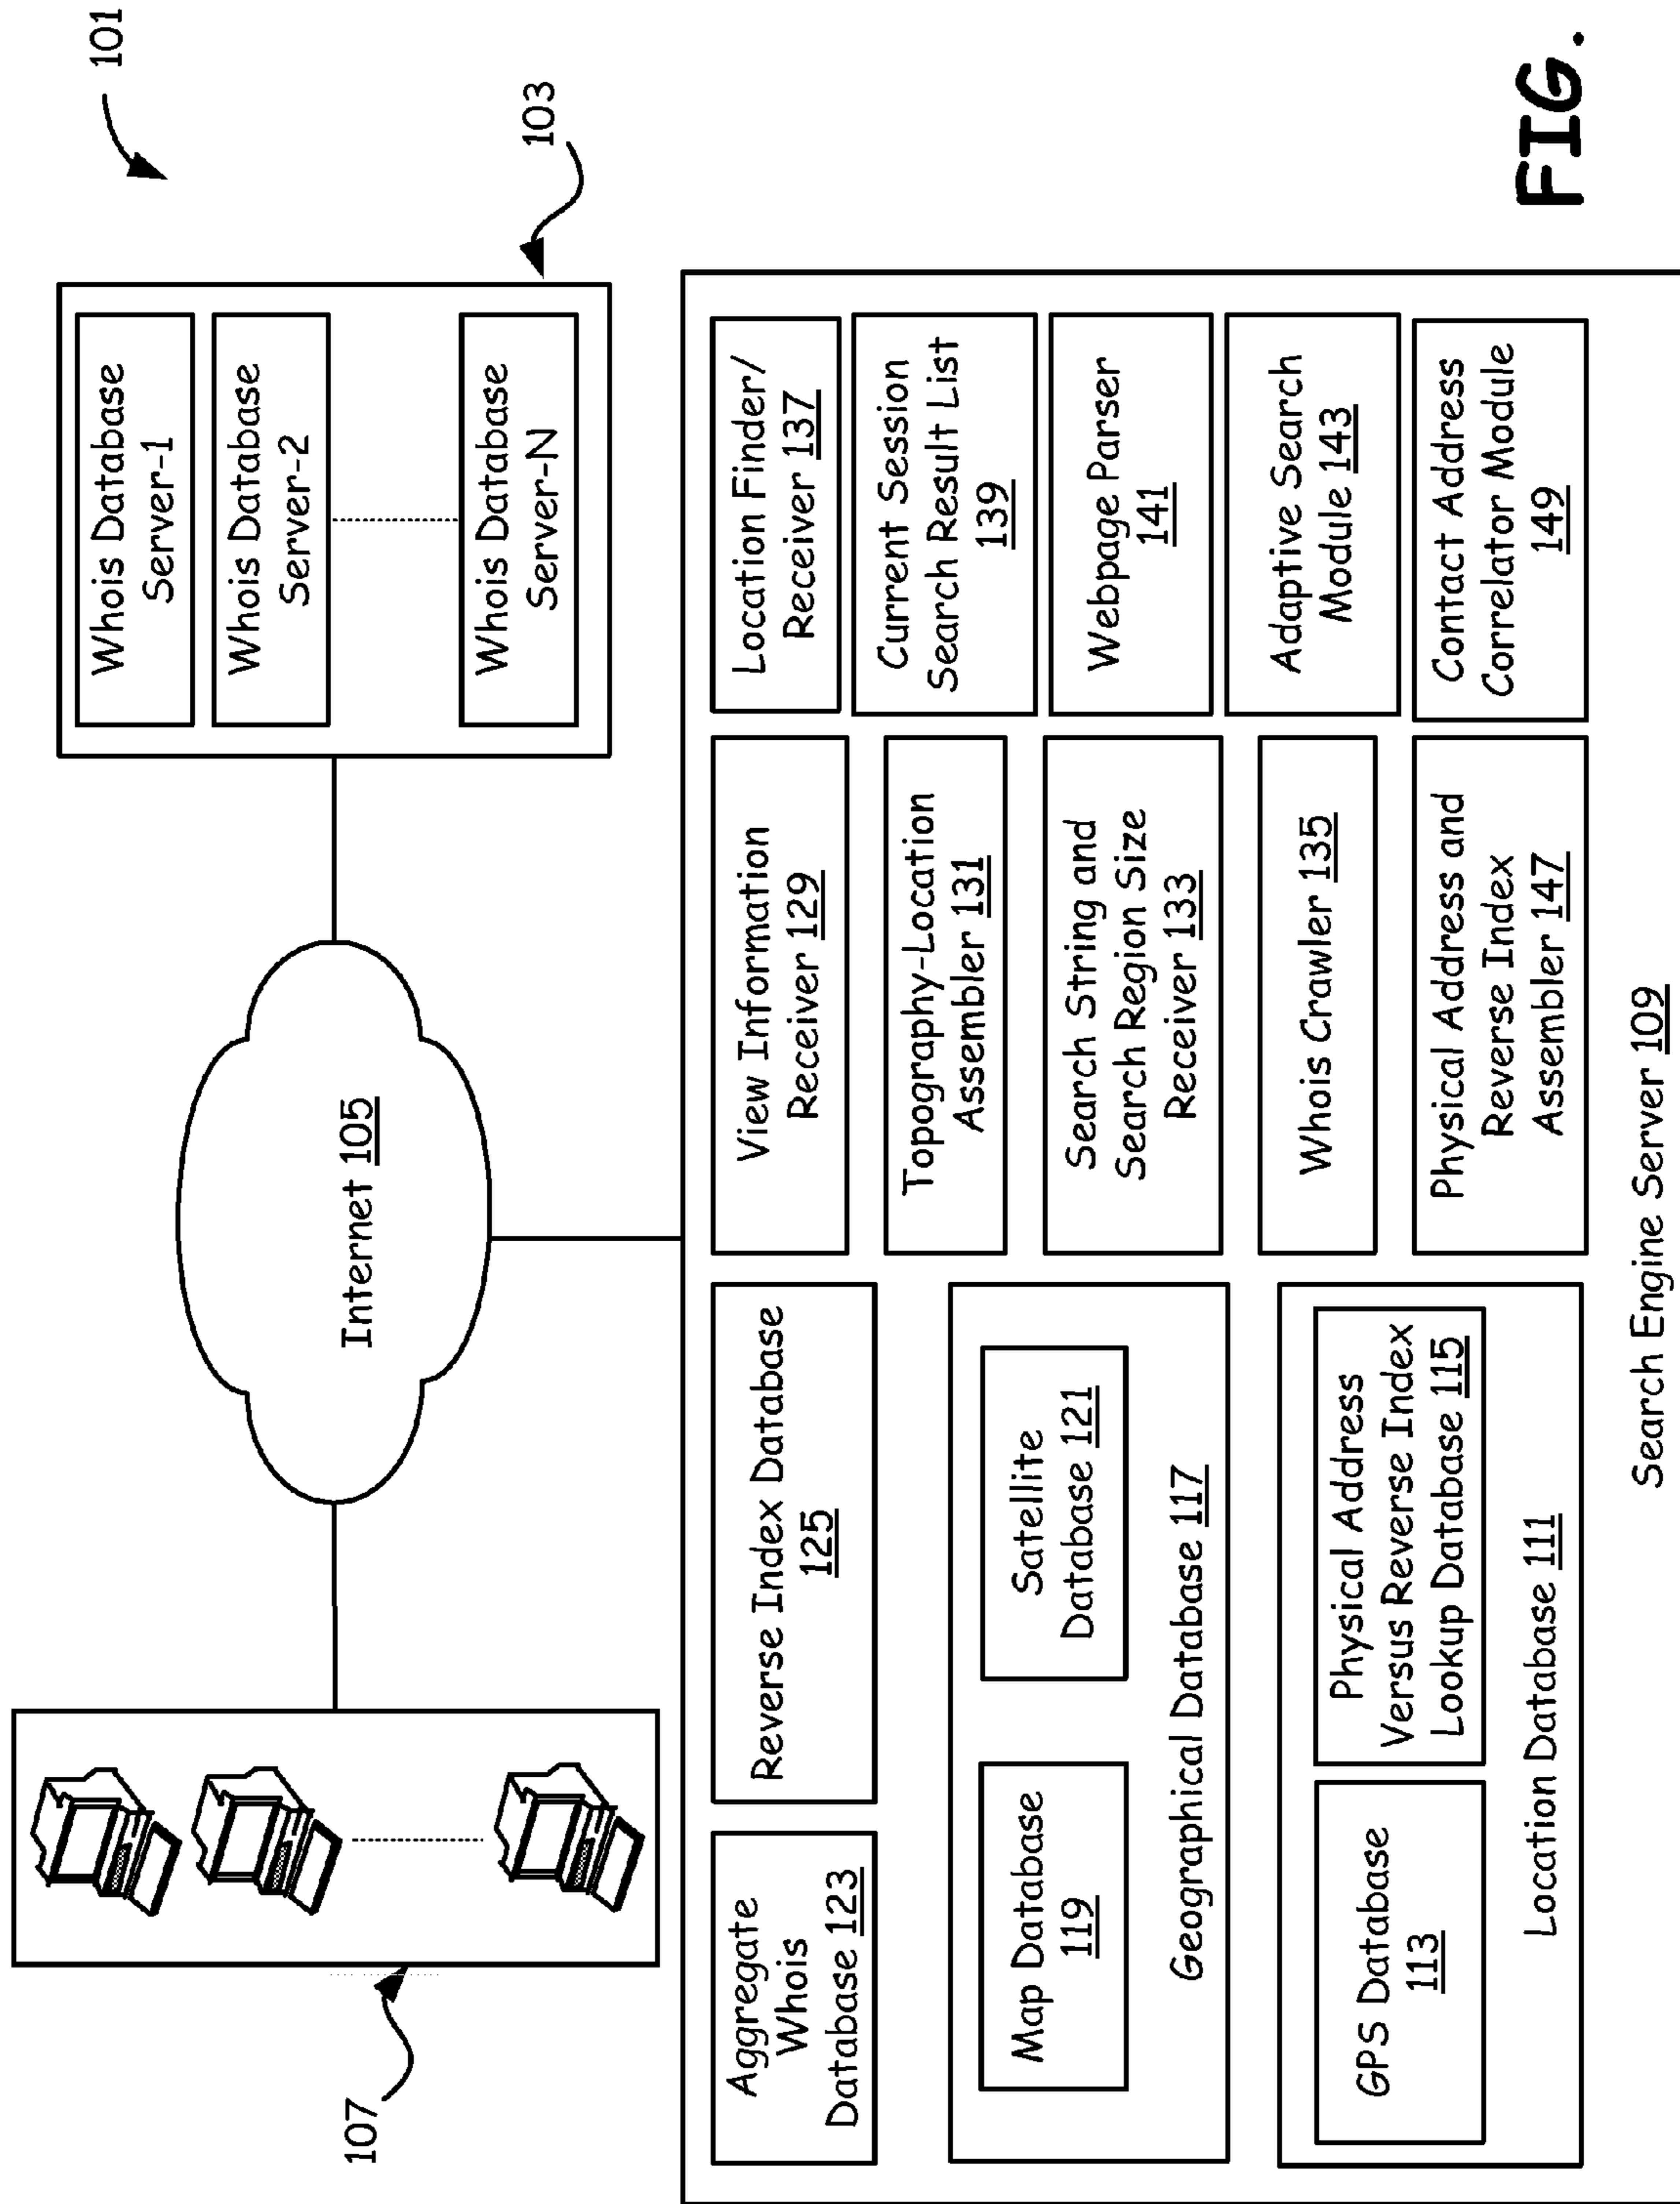 101
Whois Database
Server-1
Whois Database
Server-2
Whois Database
Server-N
103
Internet 105
107
Aggregate
Whois
Database 123
Reverse Index Database
125
View Information
Receiver 129
Location Finder/
Receiver 137
Map Database
119
Satellite
Database 121
Geographical Database 117
Topography-Location
Assembler 131
Current Session
Search Result List
139
Search String and
Search Region Size
Receiver 133
Webpage Parser
141
GPS Database
113
Physical Address
Versus Reverse Index
Lookup Database 115
Location Database 111
Whois Crawler 135
Adaptive Search
Module 143
Physical Address and
Reverse Index
Assembler 147
Contact Address
Correlator Module
149
Search Engine Server 109
FIG.